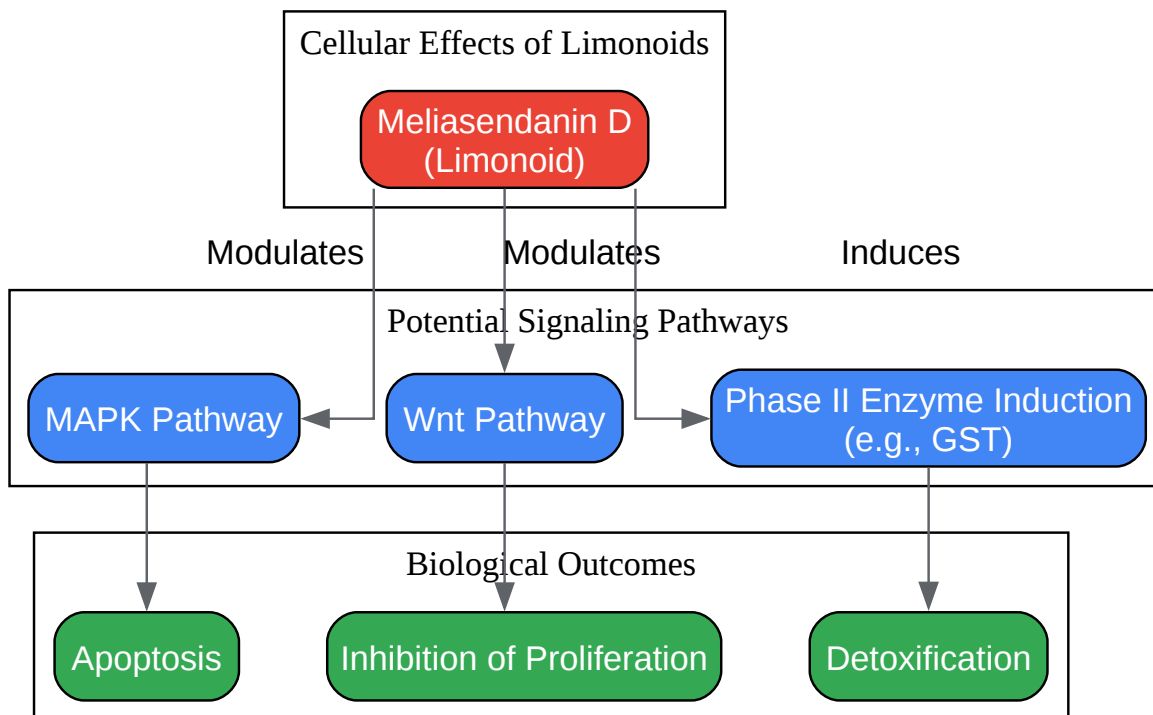 Cellular Effects of Limonoids
Meliasendanin D
(Limonoid)
Modulates
Modulates
Induces
Potential Signaling Pathways
MAPK Pathway
Wnt Pathway
Phase II Enzyme Induction
(e.g., GST)
Biological Outcomes
Apoptosis
Inhibition of Proliferation
Detoxification